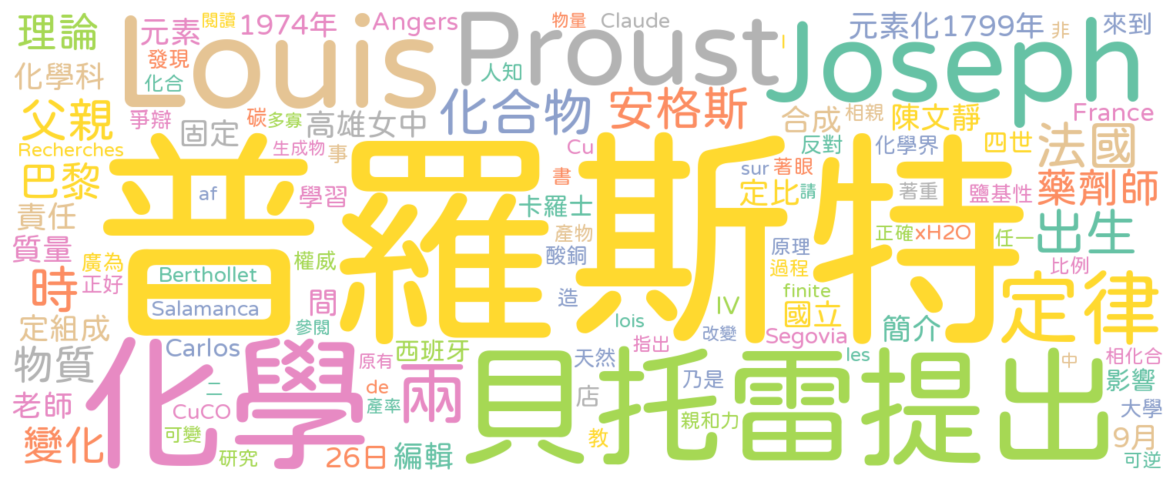 理論 元素 閱讀 1974年 Angers Louis Proust 物量 Claude Joseph 元素化 1799年 非 來到
化學科 發現 化合 人知
父親 爭辯 碳 多寡 固定 高雄女中 化合物 安格斯 合成 相親 陳文靜 France
Recherches 生成物 事 Cu 反對 化學界 四世 法國
巴黎 af 學習 普羅斯特 書 sur 著眼 定比 請 著重 鹽基性 藥劑師
責任 卡羅士 產物 正確 xH2O 任一 出生
質量 廣為 正好 Berthollet 權威 酸銅 原理 過程 比例
時 Salamanca 間 造 IV finite 國立 定律
定組成 參閱 lois 改變 Segovia 簡介
物質 Carlos 原有 西班牙 天然 指出 les 中 相化合
老師 二 化學 de 兩 貝托雷 店 乃是 提出 影響
CuCO 產率 親和力 大學
變化 可變 研究 26日 編輯 教 9月 可逆